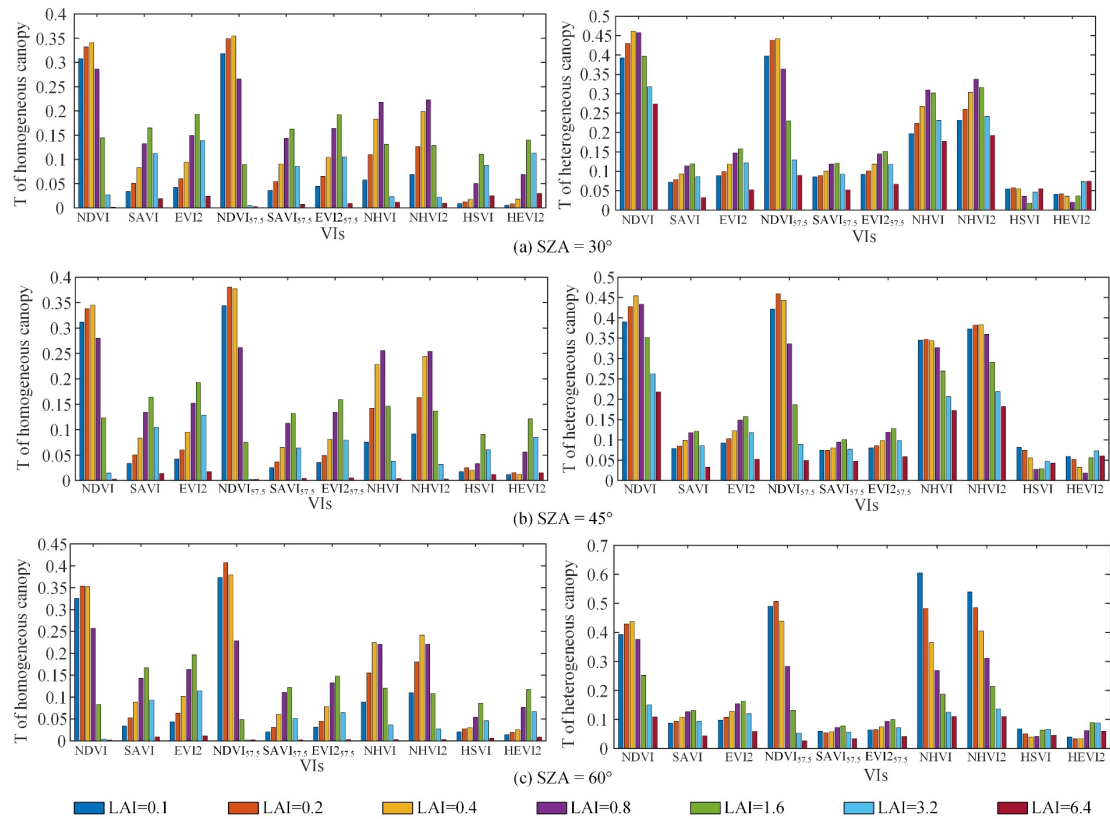 0.4
0.35
0.3
0.25
0.2
0.15
0.1
0.05
0
T of homogeneous canopy
NDVI SAVI EVI2 NDVI57.5 SAVI57.5 EVI257.5 NHVI NHVI2 HSVI HEVI2
VIs
0.5
0.45
0.4
0.35
0.3
0.25
0.2
0.15
0.1
0.05
0
T of heterogeneous canopy
NDVI SAVI EVI2 NDVI57.5 SAVI57.5 EVI257.5 NHVI NHVI2 HSVI HEVI2
VIs
(a) SZA = 30°
0.4
0.35
0.3
0.25
0.2
0.15
0.1
0.05
0
T of homogeneous canopy
NDVI SAVI EVI2 NDVI57.5 SAVI57.5 EVI257.5 NHVI NHVI2 HSVI HEVI2
VIs
0.5
0.45
0.4
0.35
0.3
0.25
0.2
0.15
0.1
0.05
0
T of heterogeneous canopy
NDVI SAVI EVI2 NDVI57.5 SAVI57.5 EVI257.5 NHVI NHVI2 HSVI HEVI2
VIs
(b) SZA = 45°
0.45
0.4
0.35
0.3
0.25
0.2
0.15
0.1
0.05
0
T of homogeneous canopy
NDVI SAVI EVI2 NDVI57.5 SAVI57.5 EVI257.5 NHVI NHVI2 HSVI HEVI2
VIs
0.7
0.6
0.5
0.4
0.3
0.2
0.1
0
T of heterogeneous canopy
NDVI SAVI EVI2 NDVI57.5 SAVI57.5 EVI257.5 NHVI NHVI2 HSVI HEVI2
VIs
(c) SZA = 60°
LAI=0.1 LAI=0.2 LAI=0.4 LAI=0.8 LAI=1.6 LAI=3.2 LAI=6.4